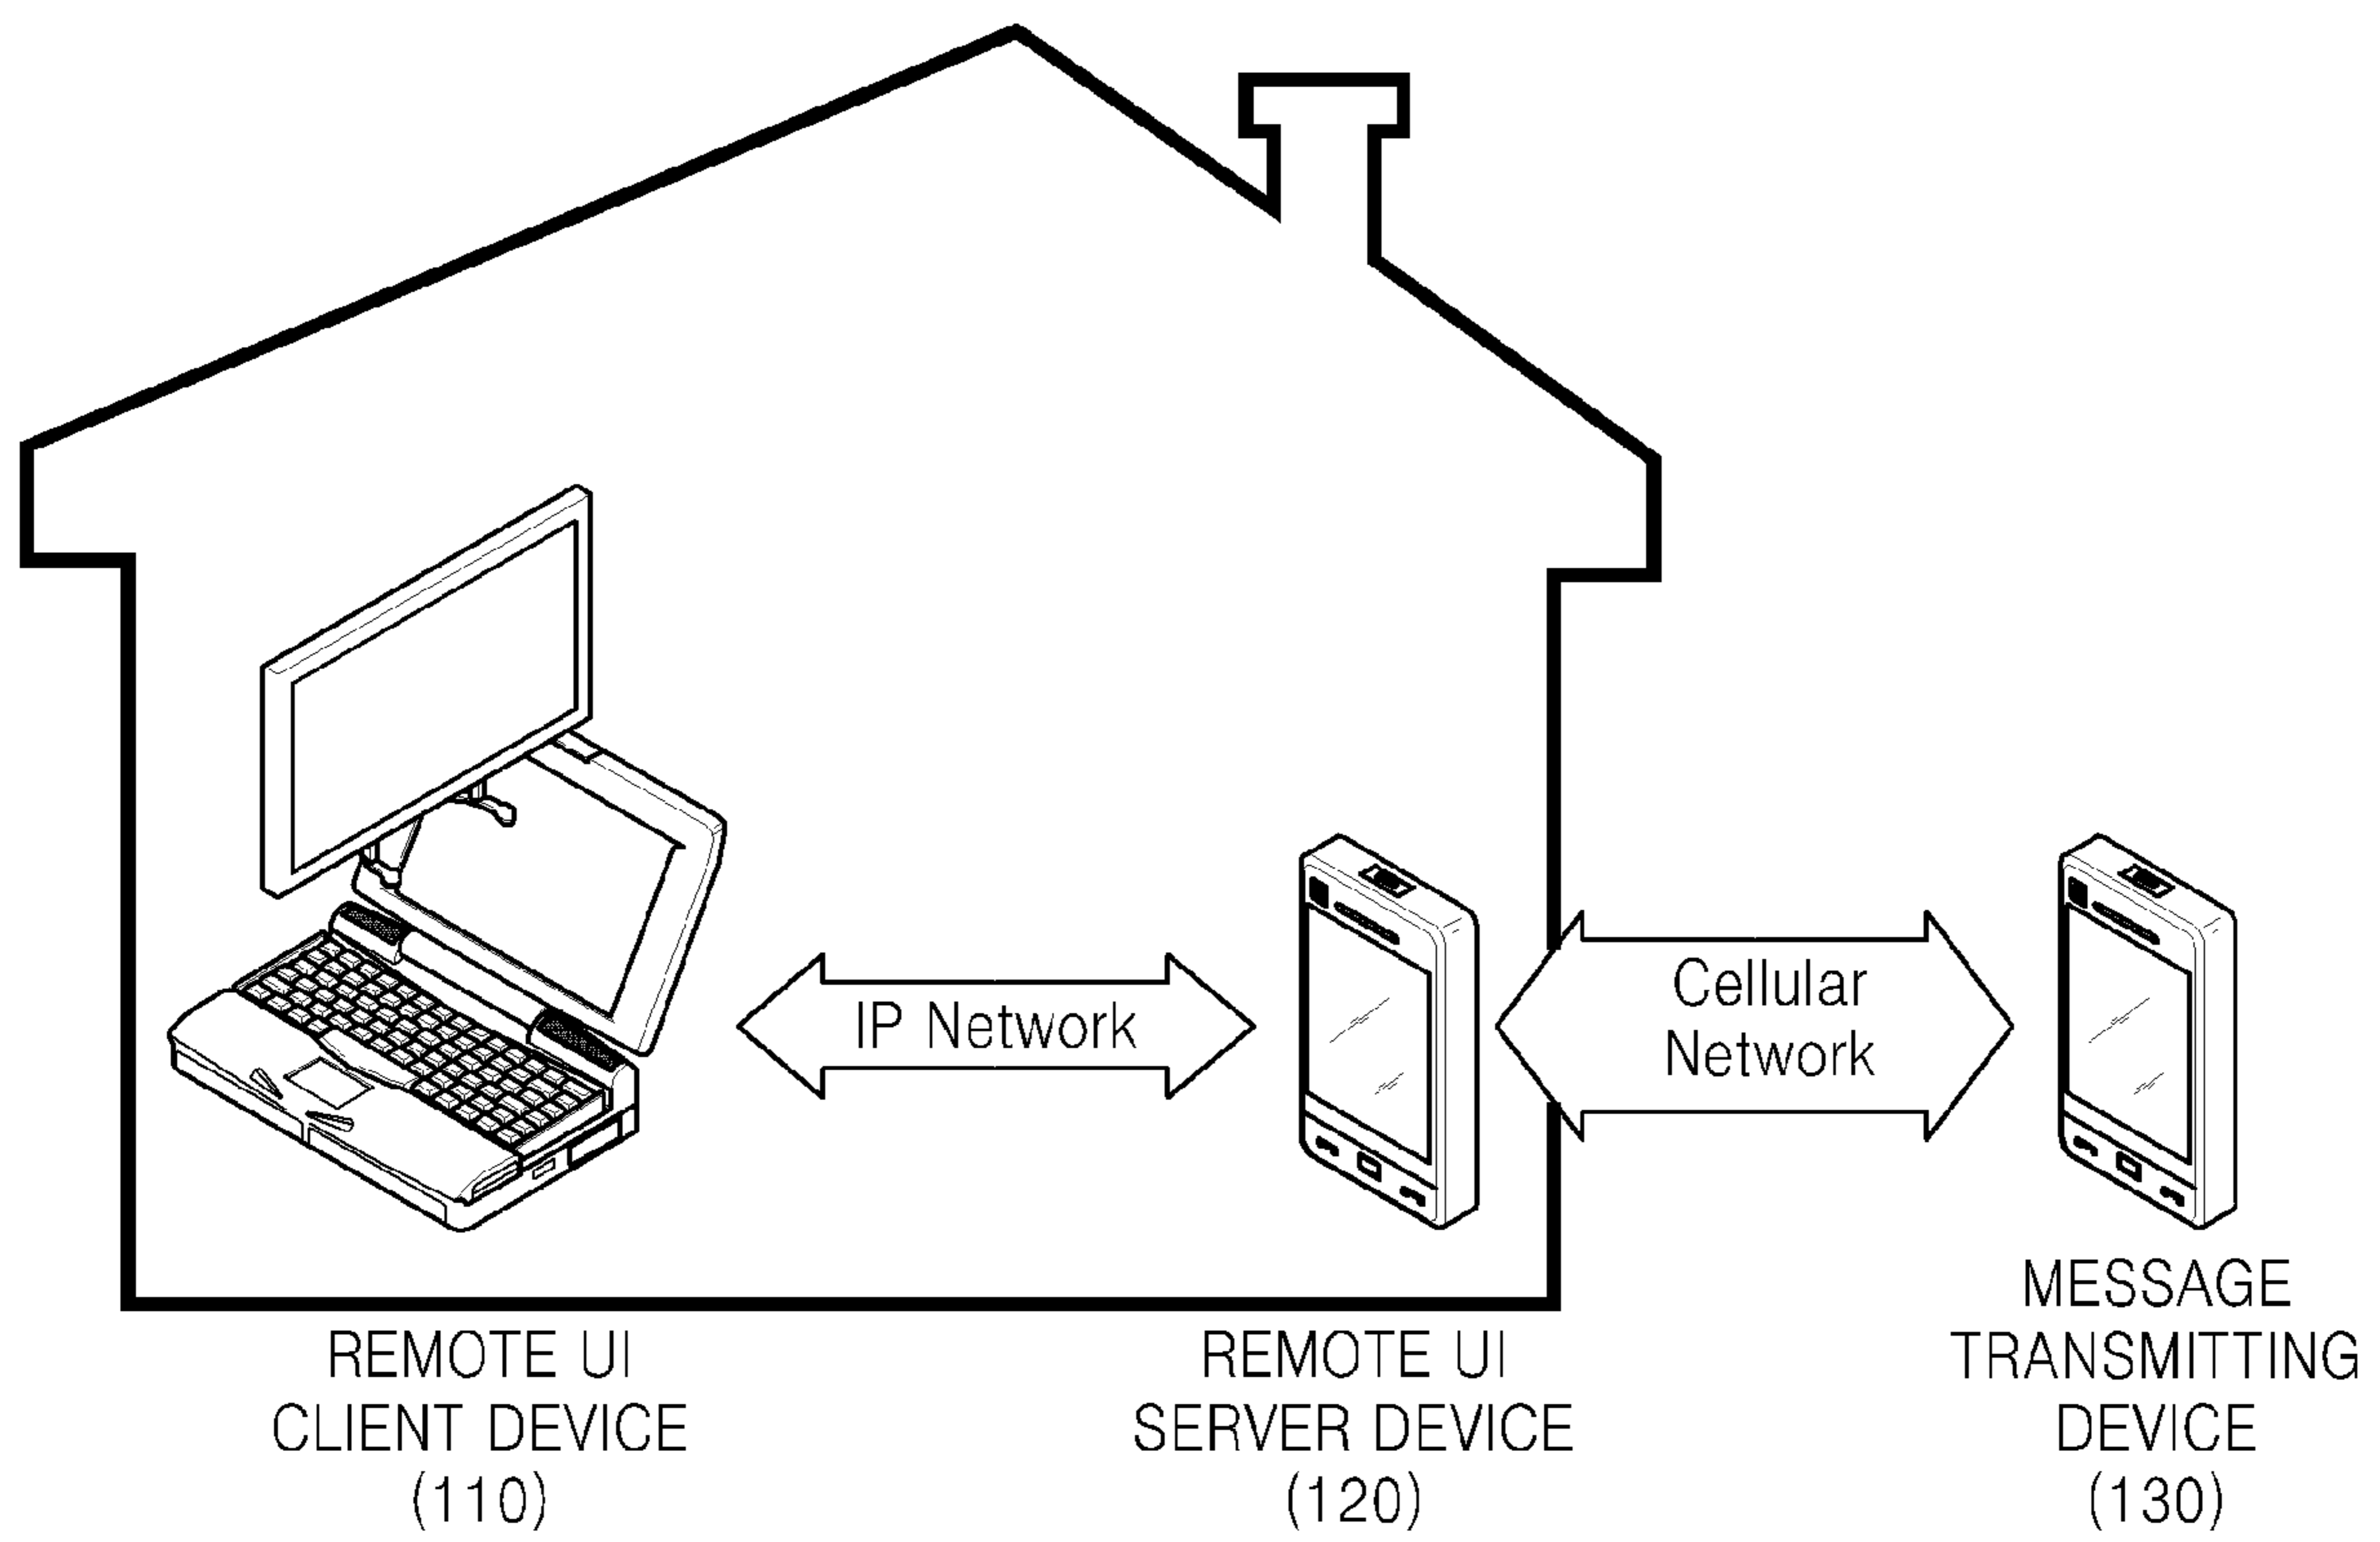 IP Network
Cellular
Network
REMOTE UI
CLIENT DEVICE
(110)
REMOTE UI
SERVER DEVICE
(120)
MESSAGE
TRANSMITTING
DEVICE
(130)